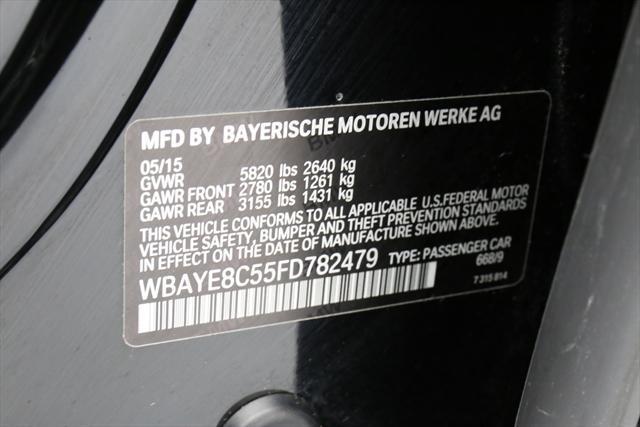 MFD BY BAYERISCHE MOTOREN WERKE AG
05/15
GVWR 5820 lbs 2640 kg
GAWR FRONT 2780 lbs 1261 kg
GAWR REAR 3155 lbs 1431 kg
THIS VEHICLE CONFORMS TO ALL APPLICABLE U.S.FEDERAL MOTOR
VEHICLE SAFETY, BUMPER AND THEFT PREVENTION STANDARDS
IN EFFECT ON THE DATE OF MANUFACTURE SHOWN ABOVE.
WBAYE8C55FD782479 TYPE: PASSENGER CAR
668/9
7 315 814